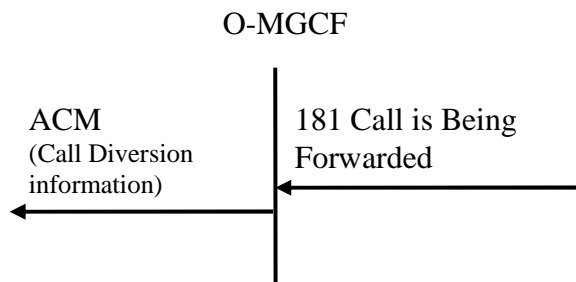 O-MGCF
ACM
(Call Diversion
information)
181 Call is Being
Forwarded